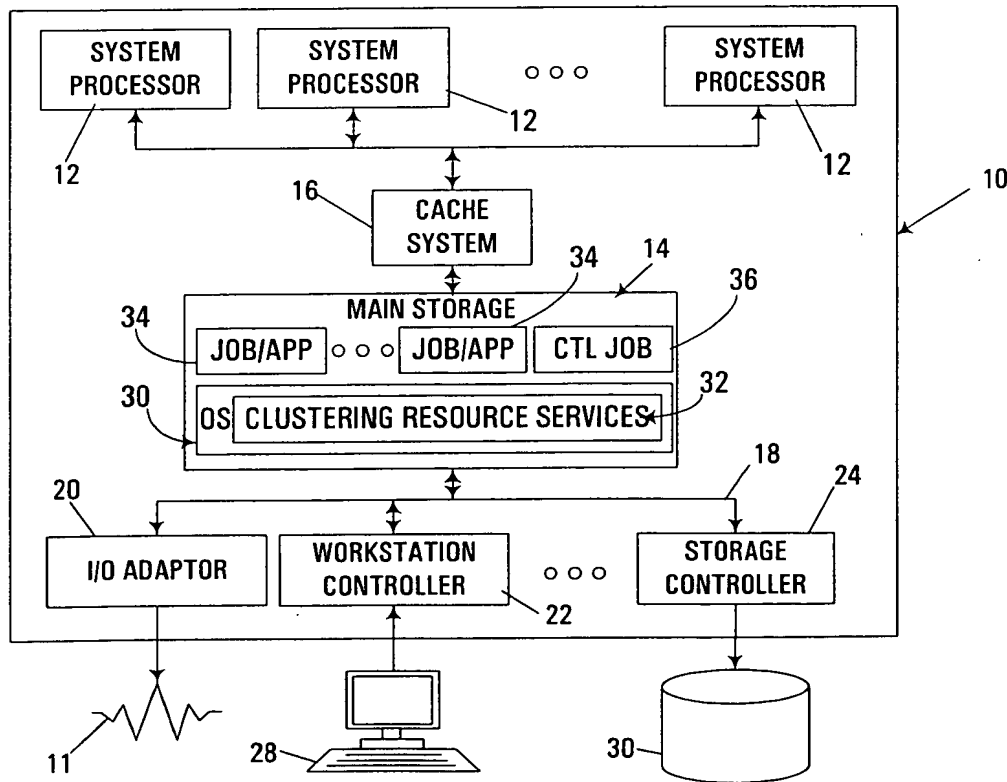 SYSTEM PROCESSOR
SYSTEM PROCESSOR
SYSTEM PROCESSOR
12
12
12
16
CACHE SYSTEM
10
34
14
36
MAIN STORAGE
34
JOB/APP
JOB/APP
CTL JOB
30
OS
CLUSTERING RESOURCE SERVICES
32
18
20
24
I/O ADAPTOR
WORKSTATION CONTROLLER
STORAGE CONTROLLER
22
11
28
30